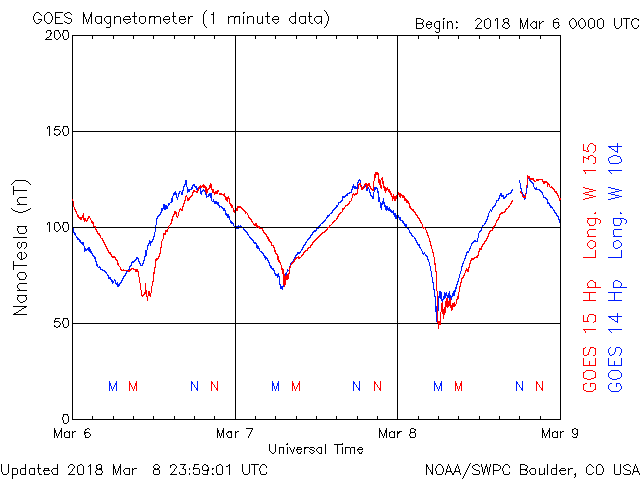 GOES Magnetometer (1 minute data)
Begin: 2018 Mar 6 0000 UTC
200
150
100
50
0
NanoTesla (nT)
M M N N M M N N M M N N
Mar 6 Mar 7 Mar 8 Mar 9
Universal Time
GOES 15 Hp Long. W 135
GOES 14 Hp Long. W 104
Updated 2018 Mar 8 23:59:01 UTC
NOAA/SWPC Boulder, CO USA